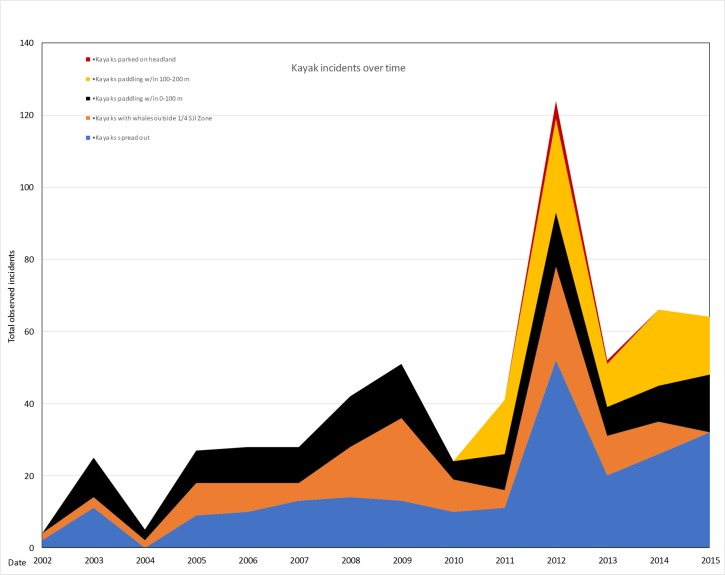 140
Kayak incidents over time
•Kayaks parked on headland
•Kayaks paddling w/in 100-200 m
•Kayaks paddling w/in 0-100 m
•Kayaks with whales outside 1/4 SJI Zone
•Kayaks spread out
120
100
80
60
40
20
0
Total observed incidents
Date
2002 2003 2004 2005 2006 2007 2008 2009 2010 2011 2012 2013 2014 2015